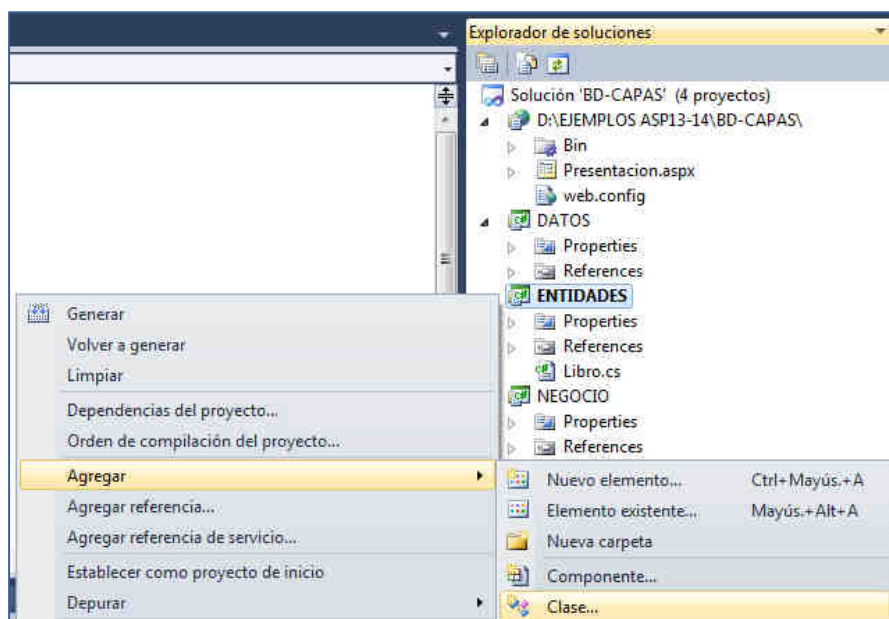 Explorador de soluciones
Solución 'BD-CAPAS' (4 proyectos)
D:\EJEMPLOS ASP13-14\BD-CAPAS\
Bin
Presentacion.aspx
web.config
DATOS
Properties
References
ENTIDADES
Properties
References
Libro.cs
NEGOCIO
Properties
References
Generar
Volver a generar
Limpiar
Dependencias del proyecto...
Orden de compilación del proyecto...
Agregar
Agregar referencia...
Agregar referencia de servicio...
Establecer como proyecto de inicio
Depurar
Nuevo elemento... Ctrl+Mayús.+A
Elemento existente... Mayús.+Alt+A
Nueva carpeta
Componente...
Clase...